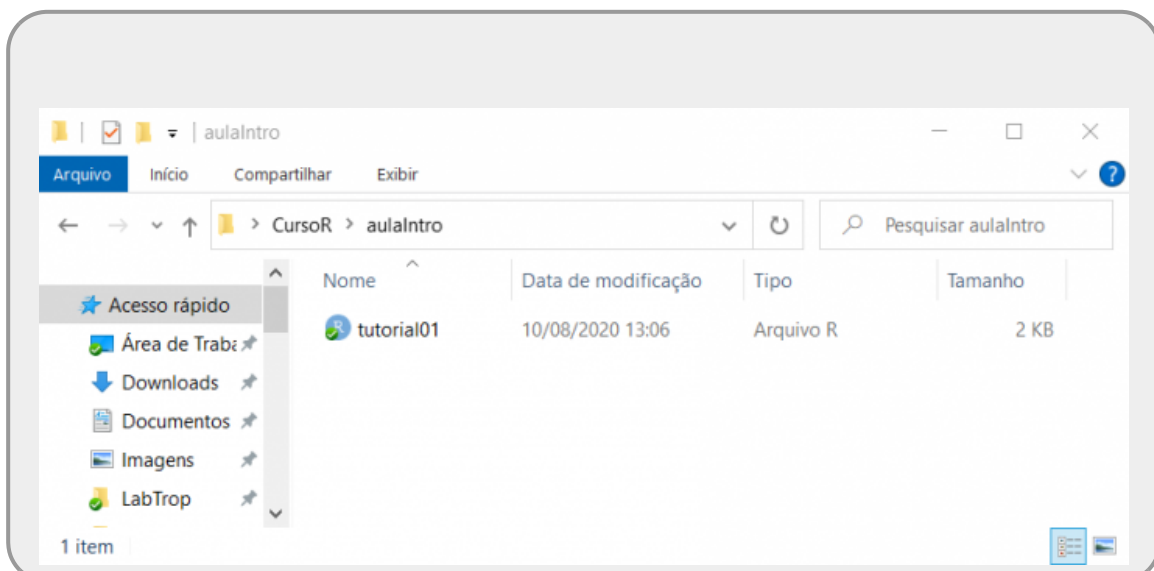 aulaIntro
Arquivo Início Compartilhar Exibir ?
> CursoR > aulaIntro Pesquisar aulaIntro
Nome Data de modificação Tipo Tamanho
Acesso rápido
tutorial01 10/08/2020 13:06 Arquivo R 2 KB
Área de Traba
Downloads
Documentos
Imagens
LabTrop
1 item